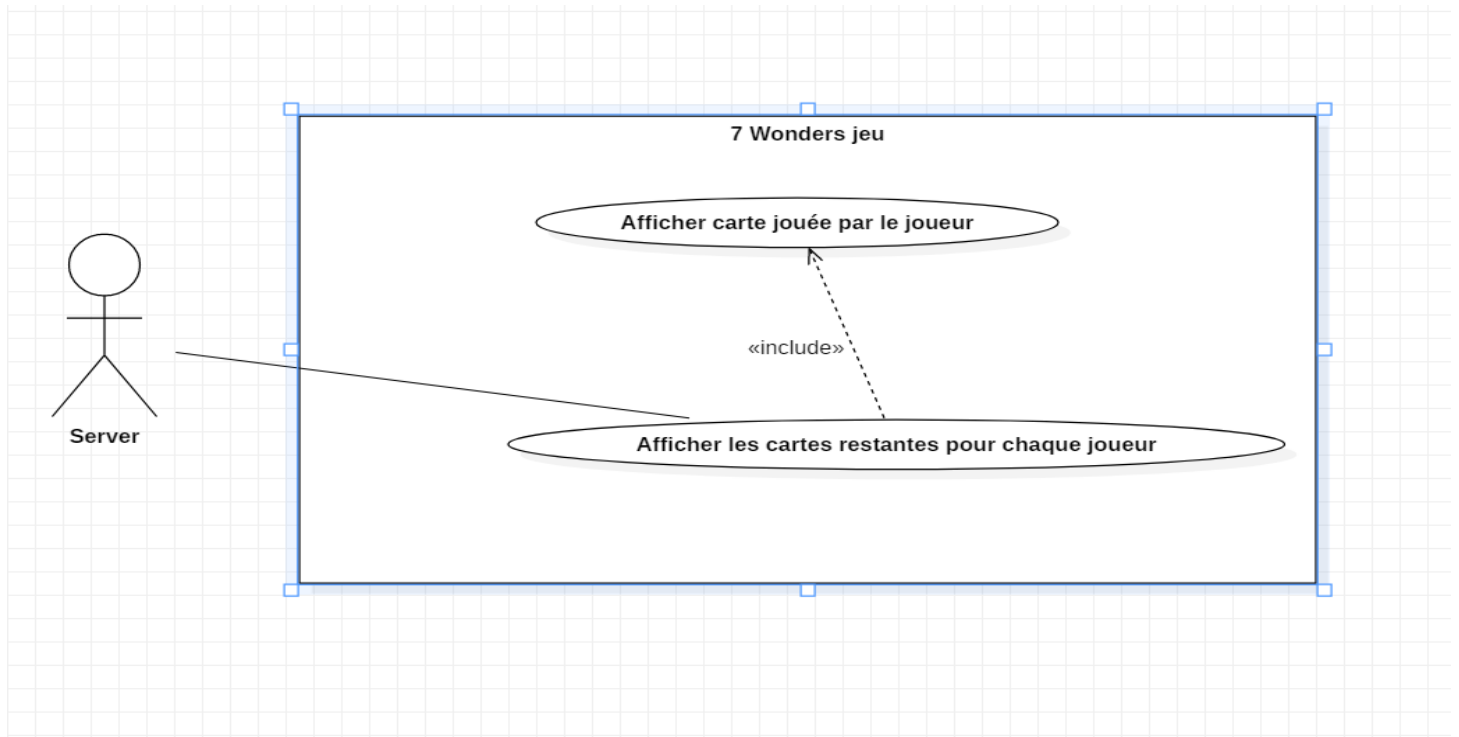 7 Wonders jeu
Afficher carte jouée par le joueur
«include»
Server
Afficher les cartes restantes pour chaque joueur